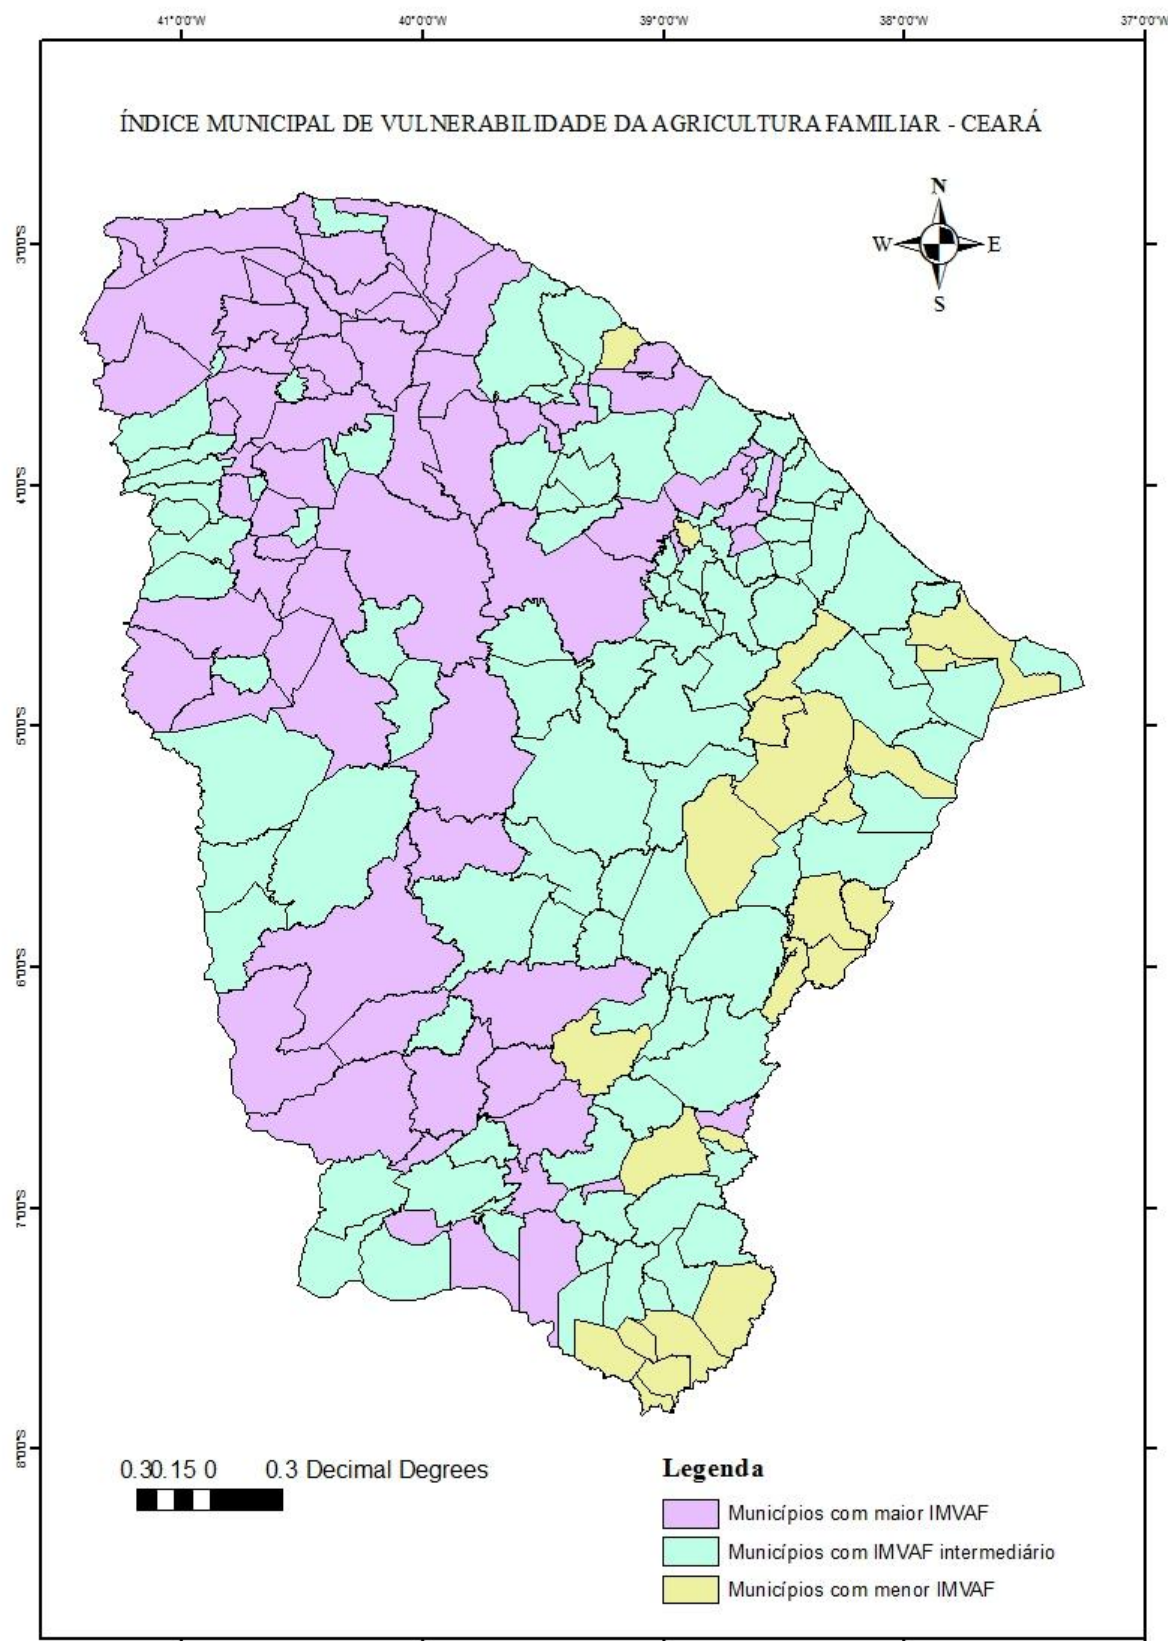 41°0'0"W 40°0'0"W 39°0'0"W 38°0'0"W 37°0'0"W
ÍNDICE MUNICIPAL DE VULNERABILIDADE DA AGRICULTURA FAMILIAR - CEARÁ
N
W E
S
3°0'0"S
4°0'0"S
5°0'0"S
6°0'0"S
7°0'0"S
8°0'0"S
0.30.15 0 0.3 Decimal Degrees
Legenda
Municípios com maior IMVAF
Municípios com IMVAF intermediário
Municípios com menor IMVAF